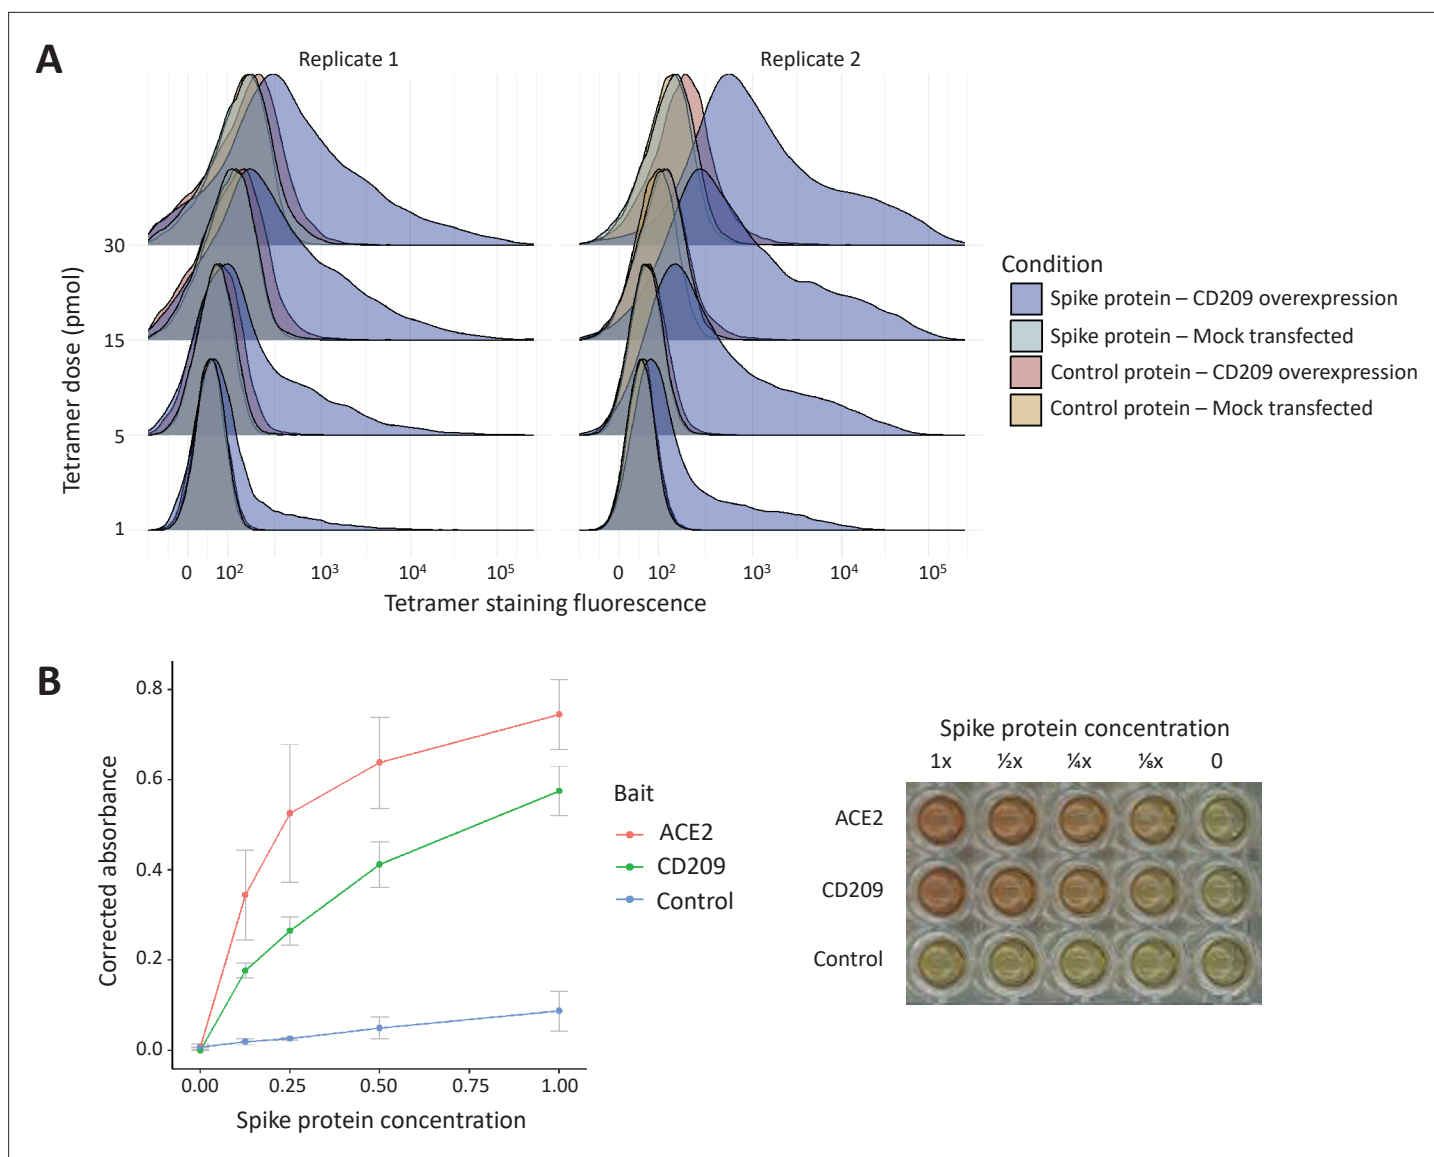 A
Replicate 1
Replicate 2
Tetramer dose (pmol)
30
15
5
1
0 10² 10³ 10⁴ 10⁵
0 10² 10³ 10⁴ 10⁵
Tetramer staining fluorescence
Condition
Spike protein – CD209 overexpression
Spike protein – Mock transfected
Control protein – CD209 overexpression
Control protein – Mock transfected
B
Corrected absorbance
0.8
0.6
0.4
0.2
0.0
0.00 0.25 0.50 0.75 1.00
Spike protein concentration
Bait
ACE2
CD209
Control
Spike protein concentration
1x ½x ¼x ⅛x 0
ACE2
CD209
Control